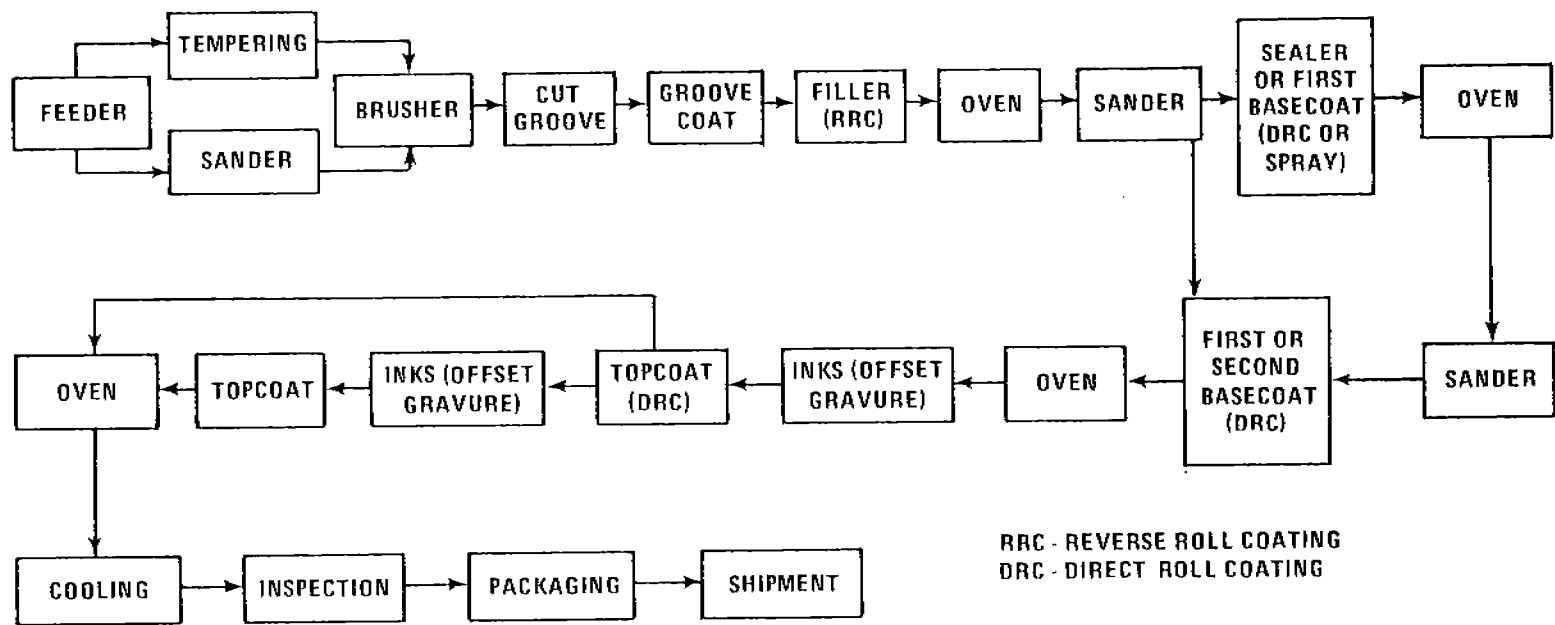 TEMPERING
FEEDER
SANDER
BRUSHER
CUT
GROOVE
GROOVE
COAT
FILLER
(RRC)
OVEN
SANDER
SEALER
OR FIRST
BASECOAT
(DRC OR
SPRAY)
OVEN
SANDER
FIRST OR
SECOND
BASECOAT
(DRC)
OVEN
INKS (OFFSET
GRAVURE)
TOPCOAT
(DRC)
INKS (OFFSET
GRAVURE)
TOPCOAT
OVEN
COOLING
INSPECTION
PACKAGING
SHIPMENT
RRC - REVERSE ROLL COATING
DRC - DIRECT ROLL COATING